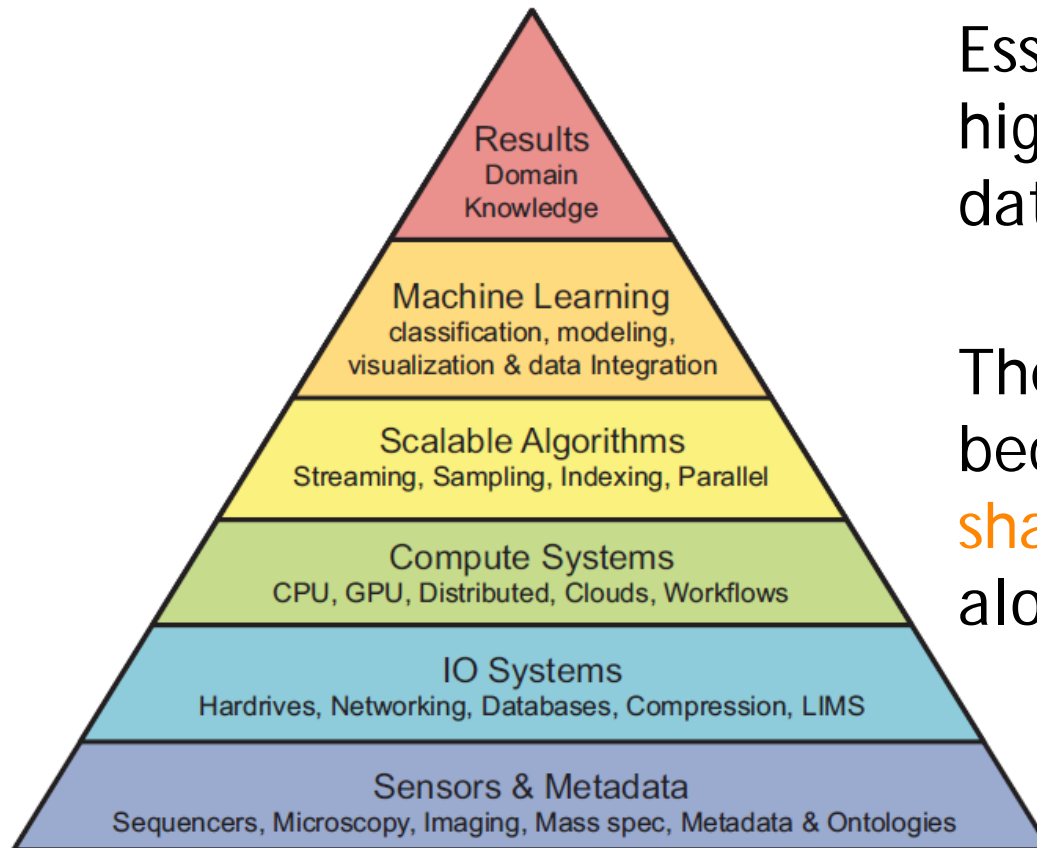 Results
Domain
Knowledge
Machine Learning
classification, modeling,
visualization & data Integration
Scalable Algorithms
Streaming, Sampling, Indexing, Parallel
Compute Systems
CPU, GPU, Distributed, Clouds, Workflows
IO Systems
Hardrives, Networking, Databases, Compression, LIMS
Sensors & Metadata
Sequencers, Microscopy, Imaging, Mass spec, Metadata & Ontologies